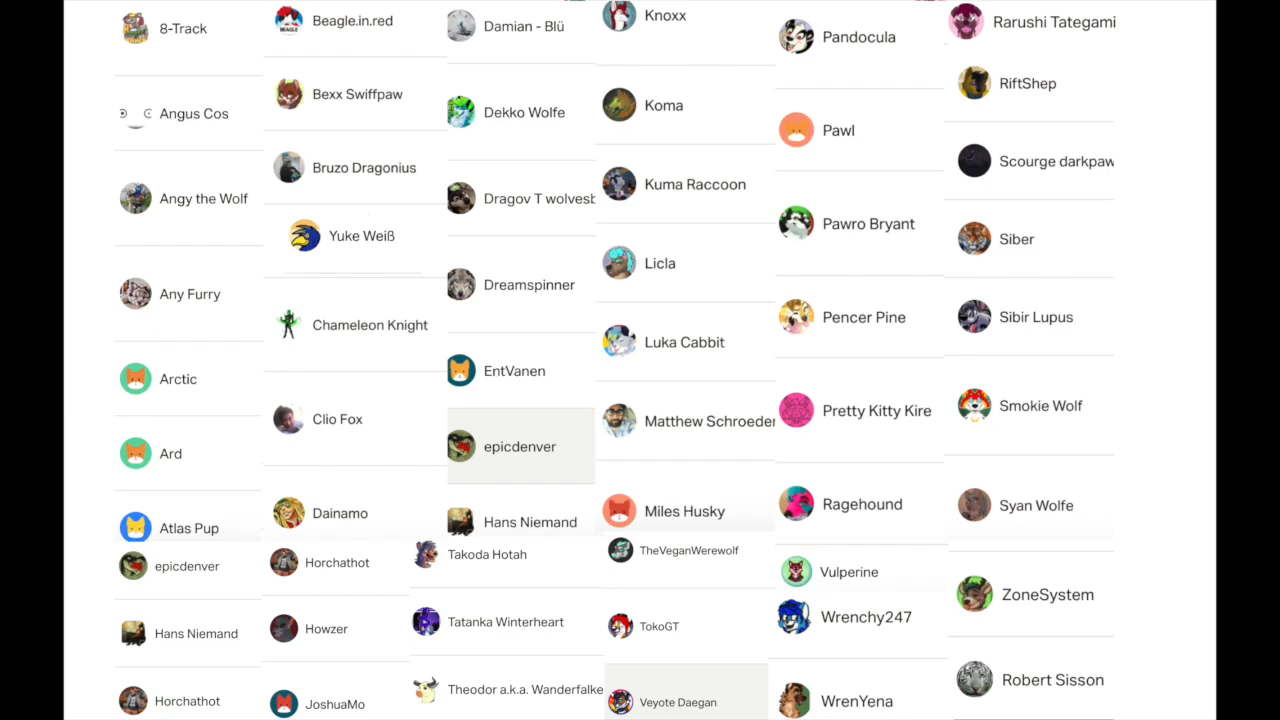 8-Track
Angus Cos
Angy the Wolf
Any Furry
Arctic
Ard
Atlas Pup
epicdenver
Hans Niemand
Horchathot
Beagle.in.red
BEAGLE
Bexx Swiffpaw
Bruzo Dragonius
Yuke Weiß
Chameleon Knight
Clio Fox
Dainamo
Horchathot
Howzer
JoshuaMo
Damian - Blü
Dekko Wolfe
Dragov T wolvesb
Dreamspinner
EntVanen
epicdenver
Hans Niemand
Takoda Hotah
Tatanka Winterheart
Theodor a.k.a. Wanderfalke
Knoxx
Koma
Kuma Raccoon
Licla
Luka Cabbit
Matthew Schroeder
Miles Husky
TheVeganWerewolf
TokoGT
Veyote Daegan
Pandocula
Pawl
Pawro Bryant
Pencer Pine
Pretty Kitty Kire
Ragehound
Vulperine
Wrenchy247
WrenYena
Rarushi Tategami
RiftShep
Scourge darkpaw
Siber
Sibir Lupus
Smokie Wolf
Syan Wolfe
ZoneSystem
Robert Sisson